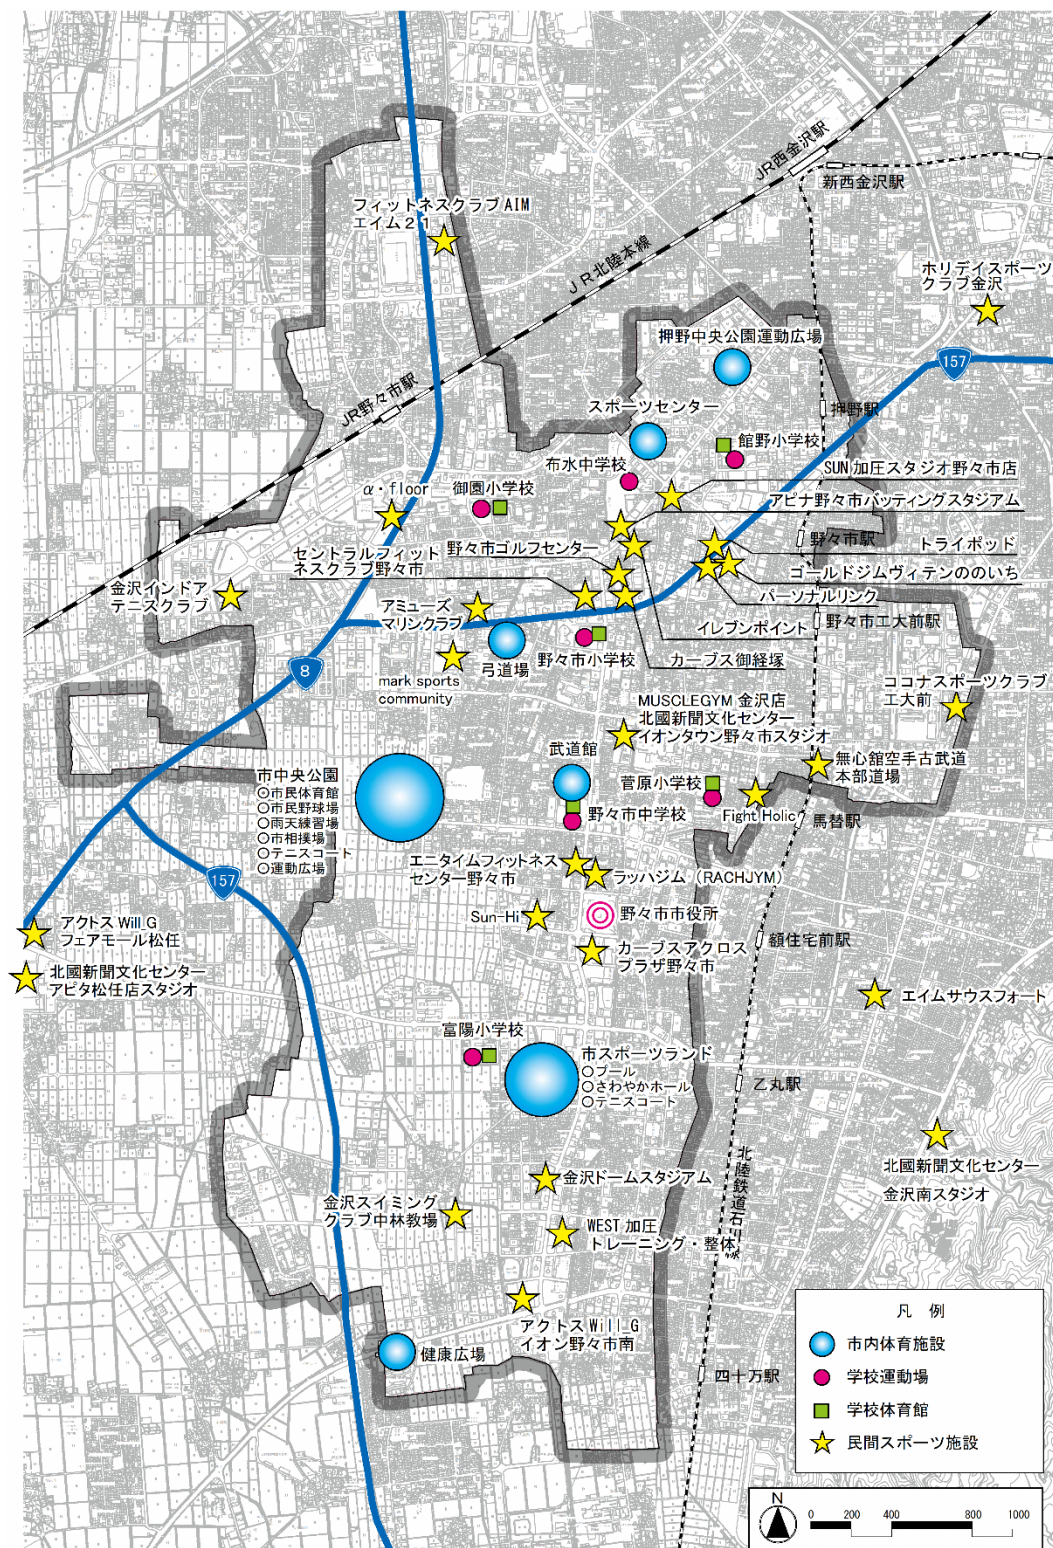 フィットネスクラブ AIM
エイム21
JR西金沢駅
新西金沢駅
JR北陸本線
ホリデイスポーツ
クラブ金沢
押野中央公園運動広場
157
JR野々市駅
スポーツセンター
押野駅
館野小学校
布水中学校
SUN 加圧スタジオ野々市店
α・floor
御園小学校
アピナ野々市バッティングスタジアム
野々市ゴルフセンター
野々市駅
トライポッド
セントラルフィット
ネスクラブ野々市
ゴールドジムヴィテンののいち
金沢インドア
テニスクラブ
アミューズ
マリンクラブ
パーソナルリンク
イレブンポイント
野々市工大前駅
弓道場
野々市小学校
カーブス御経塚
8
mark sports
community
ココナスポーツクラブ
工大前
MUSCLEGYM 金沢店
北國新聞文化センター
イオンタウン野々市スタジオ
武道館
無心舘空手古武道
本部道場
市中央公園
○市民体育館
○市民野球場
○雨天練習場
○市相撲場
○テニスコート
○運動広場
菅原小学校
Fight Holic
野々市中学校
馬替駅
エニタイムフィットネス
センター野々市
ラッハジム（RACHJYM）
157
Sun-Hi
野々市市役所
アクトス Will_G
フェアモール松任
カーブスアクロス
プラザ野々市
額住宅前駅
北國新聞文化センター
アピタ松任店スタジオ
エイムサウスフォート
富陽小学校
市スポーツランド
○プール
○さわやかホール
○テニスコート
乙丸駅
北國新聞文化センター
金沢南スタジオ
北陸鉄道石川線
金沢ドームスタジアム
金沢スイミング
クラブ中林教場
WEST 加圧
トレーニング・整体
アクトス Will_G
イオン野々市南
健康広場
四十万駅
凡 例
市内体育施設
学校運動場
学校体育館
民間スポーツ施設
N
0 200 400 800 1000